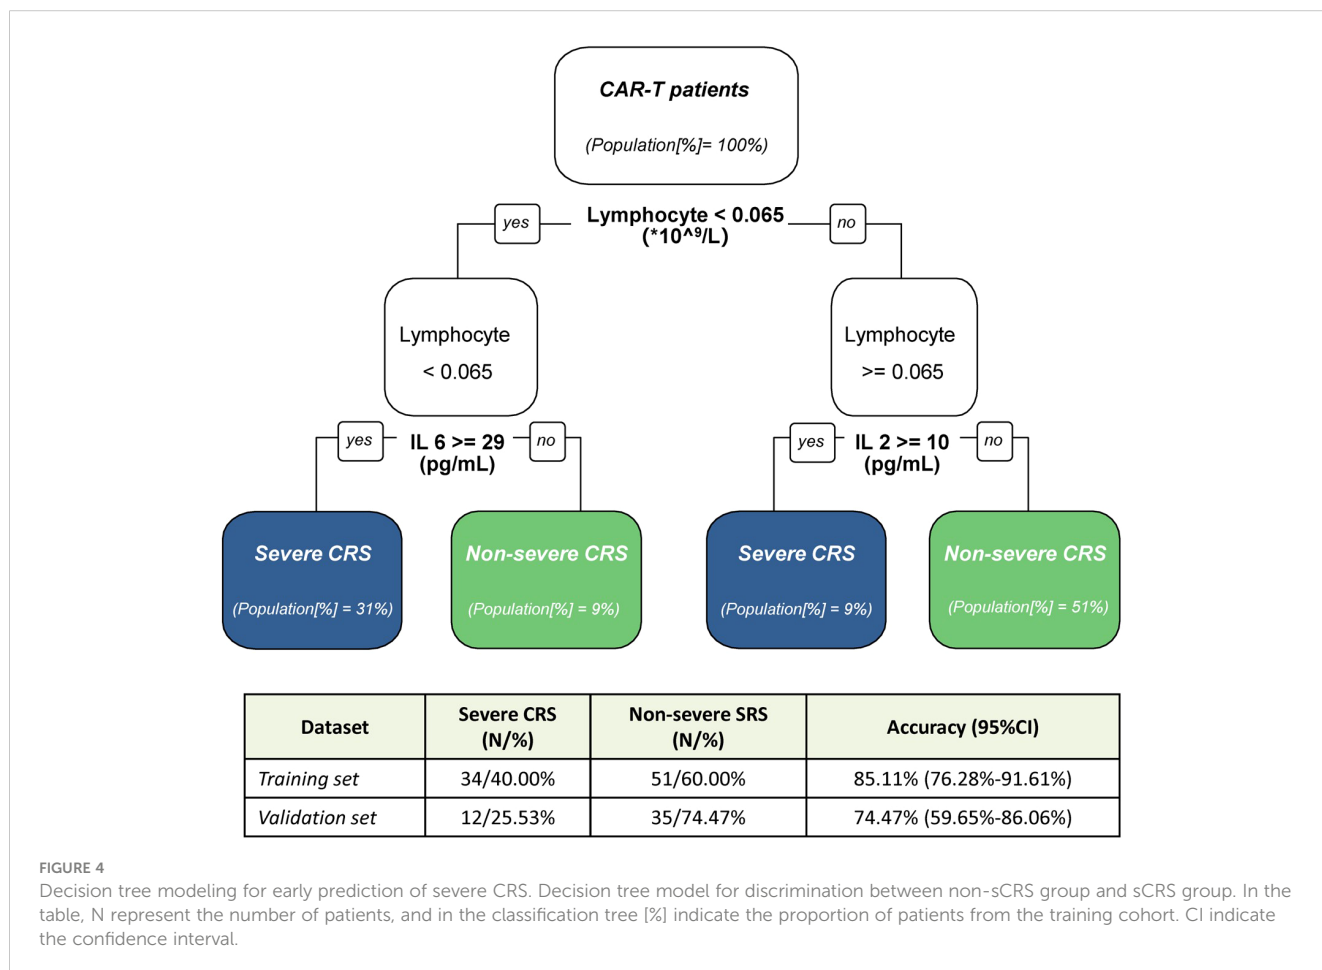 CAR-T patients
(Population[%]= 100%)
yes
Lymphocyte < 0.065
(*10^⁹/L)
no
Lymphocyte
< 0.065
Lymphocyte
>= 0.065
yes
IL 6 >= 29
(pg/mL)
no
yes
IL 2 >= 10
(pg/mL)
no
Severe CRS
(Population[%] = 31%)
Non-severe CRS
(Population[%] = 9%)
Severe CRS
(Population[%] = 9%)
Non-severe CRS
(Population[%] = 51%)
Dataset
Severe CRS
(N/%)
Non-severe SRS
(N/%)
Accuracy (95%CI)
Training set
34/40.00%
51/60.00%
85.11% (76.28%-91.61%)
Validation set
12/25.53%
35/74.47%
74.47% (59.65%-86.06%)
FIGURE 4
Decision tree modeling for early prediction of severe CRS. Decision tree model for discrimination between non-sCRS group and sCRS group. In the
table, N represent the number of patients, and in the classification tree [%] indicate the proportion of patients from the training cohort. CI indicate
the confidence interval.